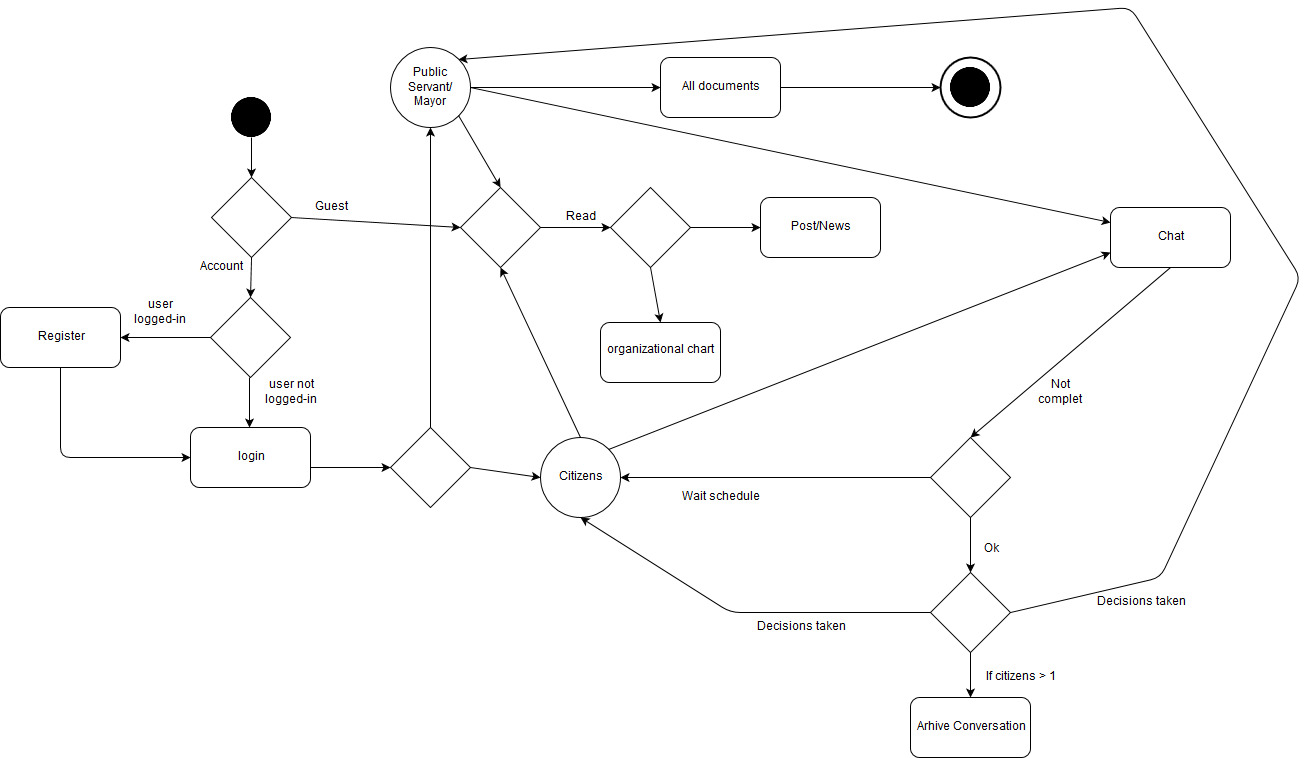 Public
Servant/
Mayor
All documents
Guest
Read
Post/News
Chat
Account
user
logged-in
Register
organizational chart
user not
logged-in
Not
complet
login
Citizens
Wait schedule
Ok
Decisions taken
Decisions taken
If citizens > 1
Arhive Conversation